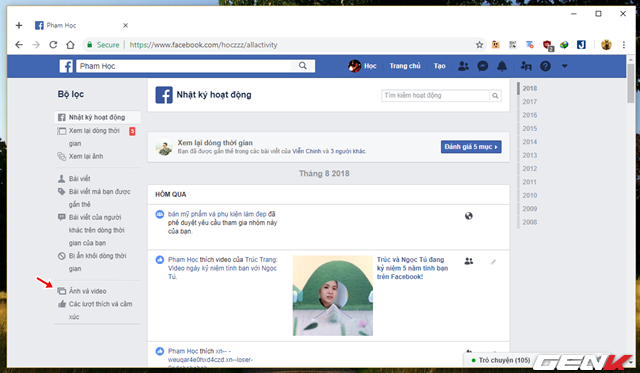 Phạm Học
Secure
https://www.facebook.com/hoczzz/allactivity
Phạm Học
Học
Trang chủ
Tạo
Bộ lọc
Nhật ký hoạt động
Xem lại dòng thời
gian
5
Xem lại ảnh
Bài viết
Bài viết mà bạn được
gắn thẻ
Bài viết của người
khác trên dòng thời
gian của bạn
Bị ẩn khỏi dòng thời
gian
Ảnh và video
Các lượt thích và cảm
xúc
Nhật ký hoạt động
Tìm kiếm hoạt động
Xem lại dòng thời gian
Bạn đã được gắn thẻ trong các bài viết của Viễn Chinh và 3 người khác.
Đánh giá 5 mục
Tháng 8 2018
HÔM QUA
bán mỹ phẩm và phụ kiện làm đẹp đã
phê duyệt yêu cầu tham gia nhóm này
của bạn.
Phạm Học thích video của Trúc Trang:
Video ngày kỷ niệm tình bạn với Ngọc
Tú.
Trúc và Ngọc Tú đang
kỷ niệm 5 năm tình bạn
trên Facebook!
Phạm Học thích xn-- -
weuqar4e0hxd4czd.xn--loser-
2018
2017
2016
2015
2014
2013
2012
2011
2010
2009
2008
Trò chuyện (105)
GENK